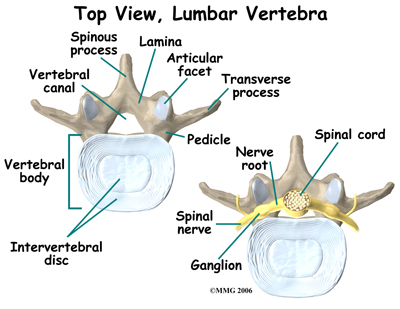 Top View, Lumbar Vertebra
Spinous
process
Lamina
Articular
facet
Vertebral
canal
Transverse
process
Pedicle
Vertebral
body
Intervertebral
disc
Spinal cord
Nerve
root
Spinal
nerve
Ganglion
©MMG 2006